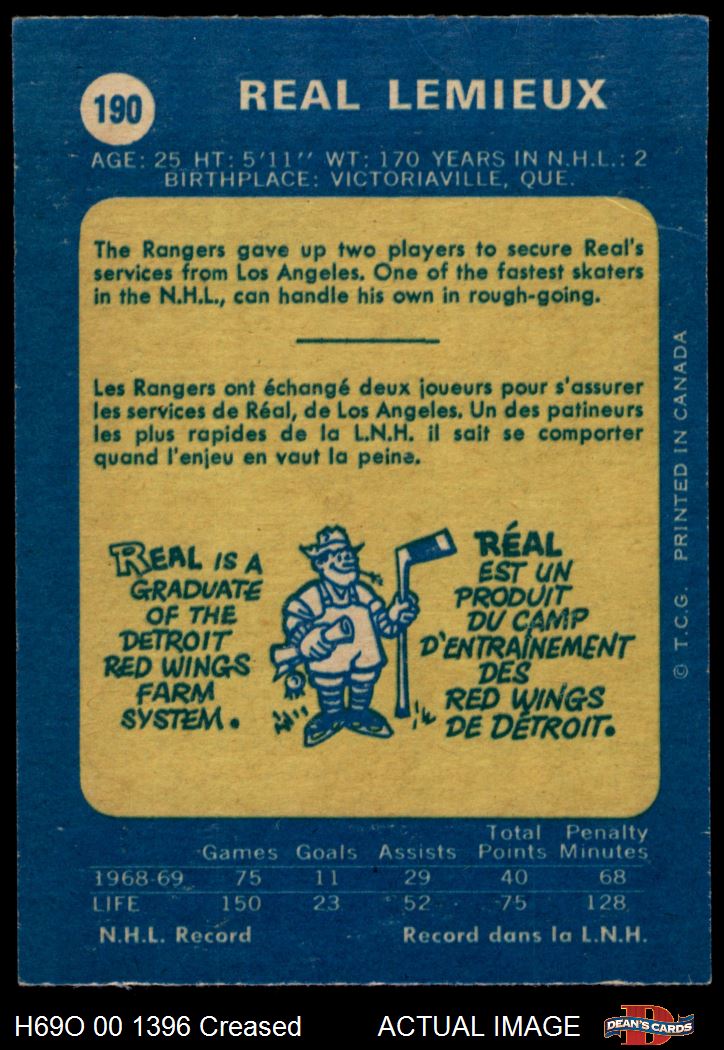 190
REAL LEMIEUX
AGE: 25 HT: 5'11'' WT: 170 YEARS IN N.H.L.: 2
BIRTHPLACE: VICTORIAVILLE, QUE.
The Rangers gave up two players to secure Real's
services from Los Angeles. One of the fastest skaters
in the N.H.L., can handle his own in rough-going.
Les Rangers ont échangé deux joueurs pour s'assurer
les services de Réal, de Los Angeles. Un des patineurs
les plus rapides de la L.N.H. il sait se comporter
quand l'enjeu en vaut la peine.
REAL IS A
GRADUATE
OF THE
DETROIT
RED WINGS
FARM
SYSTEM.
RÉAL
EST UN
PRODUIT
DU CAMP
D'ENTRAÎNEMENT
DES
RED WINGS
DE DÉTROIT.
© T.C.G. PRINTED IN CANADA
Total Penalty
Games Goals Assists Points Minutes
1968-69 75 11 29 40 68
LIFE 150 23 52 75 128
N.H.L. Record Record dans la L.N.H.
H69O 00 1396 Creased ACTUAL IMAGE
D
DEAN'S CARDS